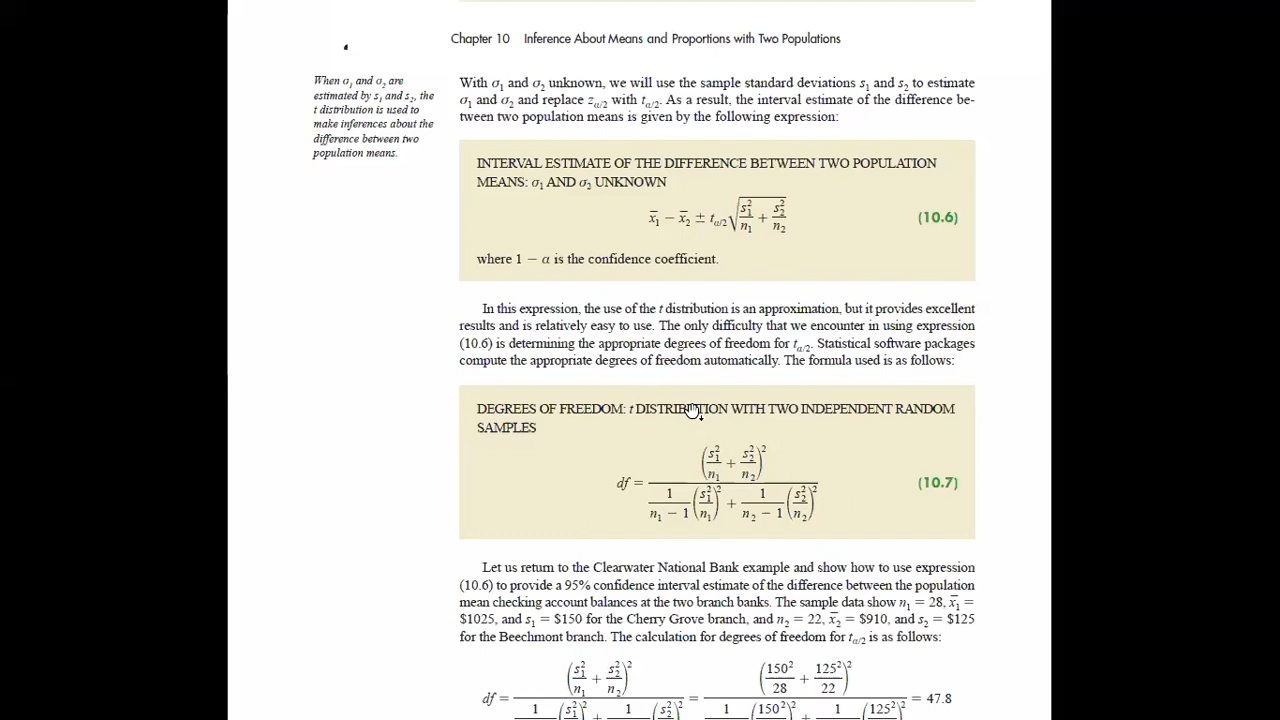 Chapter 10 Inference About Means and Proportions with Two Populations
When σ₁ and σ₂ are
estimated by s₁ and s₂, the
t distribution is used to
make inferences about the
difference between two
population means.
With σ₁ and σ₂ unknown, we will use the sample standard deviations s₁ and s₂ to estimate
σ₁ and σ₂ and replace z_α/2 with t_α/2. As a result, the interval estimate of the difference be-
tween two population means is given by the following expression:
INTERVAL ESTIMATE OF THE DIFFERENCE BETWEEN TWO POPULATION
MEANS: σ₁ AND σ₂ UNKNOWN
x̄₁ − x̄₂ ± t_α/2 √(s₁²/n₁ + s₂²/n₂) (10.6)
where 1 − α is the confidence coefficient.
In this expression, the use of the t distribution is an approximation, but it provides excellent
results and is relatively easy to use. The only difficulty that we encounter in using expression
(10.6) is determining the appropriate degrees of freedom for t_α/2. Statistical software packages
compute the appropriate degrees of freedom automatically. The formula used is as follows:
DEGREES OF FREEDOM: t DISTRIBUTION WITH TWO INDEPENDENT RANDOM
SAMPLES
df = (s₁²/n₁ + s₂²/n₂)² / (1/(n₁ − 1) (s₁²/n₁)² + 1/(n₂ − 1) (s₂²/n₂)²) (10.7)
Let us return to the Clearwater National Bank example and show how to use expression
(10.6) to provide a 95% confidence interval estimate of the difference between the population
mean checking account balances at the two branch banks. The sample data show n₁ = 28, x̄₁ =
$1025, and s₁ = $150 for the Cherry Grove branch, and n₂ = 22, x̄₂ = $910, and s₂ = $125
for the Beechmont branch. The calculation for degrees of freedom for t_α/2 is as follows:
(s₁²/n₁ + s₂²/n₂)² (150²/28 + 125²/22)²
df = = = 47.8
1 (s₁² + 1 (s₂² 1 (150² + 1 (125²